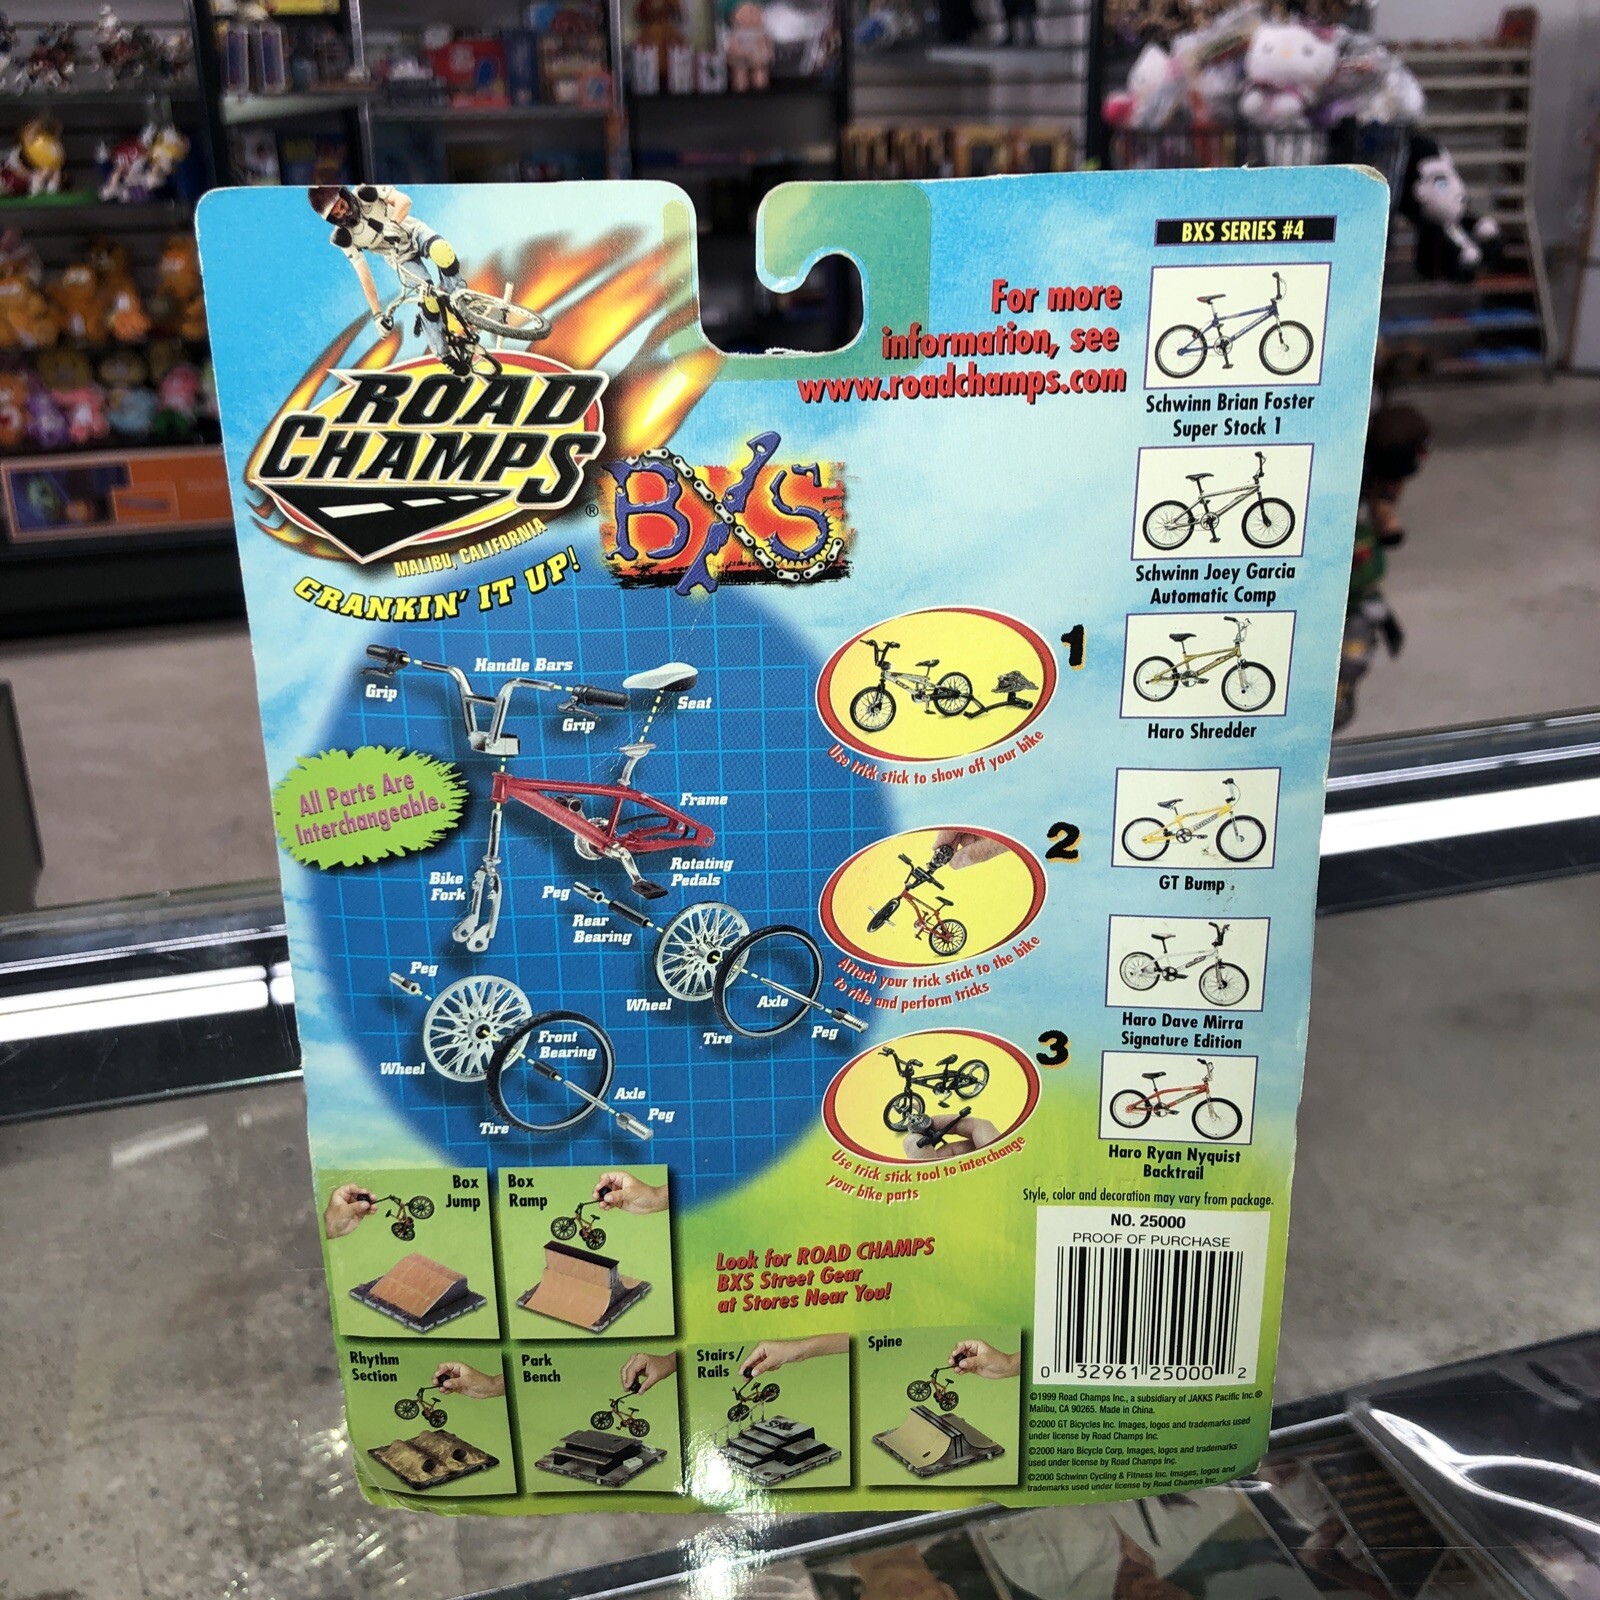 ROAD
CHAMPS®
MALIBU, CALIFORNIA
CRANKIN' IT UP!
BXS
For more
information, see
www.roadchamps.com
BXS SERIES #4
Schwinn Brian Foster
Super Stock 1
Schwinn Joey Garcia
Automatic Comp
Haro Shredder
GT Bump
Haro Dave Mirra
Signature Edition
Haro Ryan Nyquist
Backtrail
Style, color and decoration may vary from package.
All Parts Are
Interchangeable.
Handle Bars
Grip
Grip
Seat
Frame
Rotating
Pedals
Bike
Fork
Peg
Rear
Bearing
Wheel
Axle
Tire
Peg
Peg
Wheel
Front
Bearing
Axle
Peg
Tire
1
Use trick stick to show off your bike
2
Attach your trick stick to the bike
to ride and perform tricks
3
Use trick stick tool to interchange
your bike parts
Box
Jump
Box
Ramp
Rhythm
Section
Park
Bench
Stairs/
Rails
Spine
Look for ROAD CHAMPS
BXS Street Gear
at Stores Near You!
NO. 25000
PROOF OF PURCHASE
0 32961 25000 2
©1999 Road Champs Inc., a subsidiary of JAKKS Pacific Inc.®
Malibu, CA 90265. Made in China.
©2000 GT Bicycles Inc. Images, logos and trademarks used
under license by Road Champs Inc.
©2000 Haro Bicycle Corp. Images, logos and trademarks
used under license by Road Champs Inc.
©2000 Schwinn Cycling & Fitness Inc. Images, logos and
trademarks used under license by Road Champs Inc.